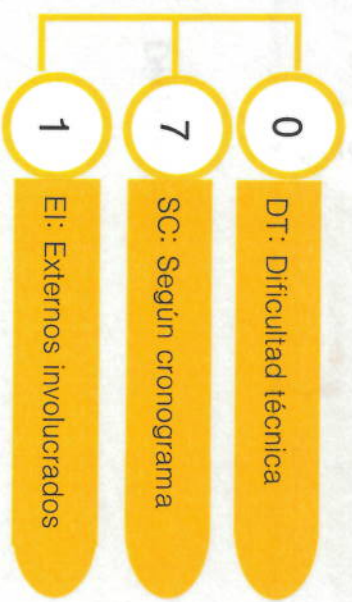 0
DT: Dificultad técnica
7
SC: Según cronograma
1
EI: Externos involucrados